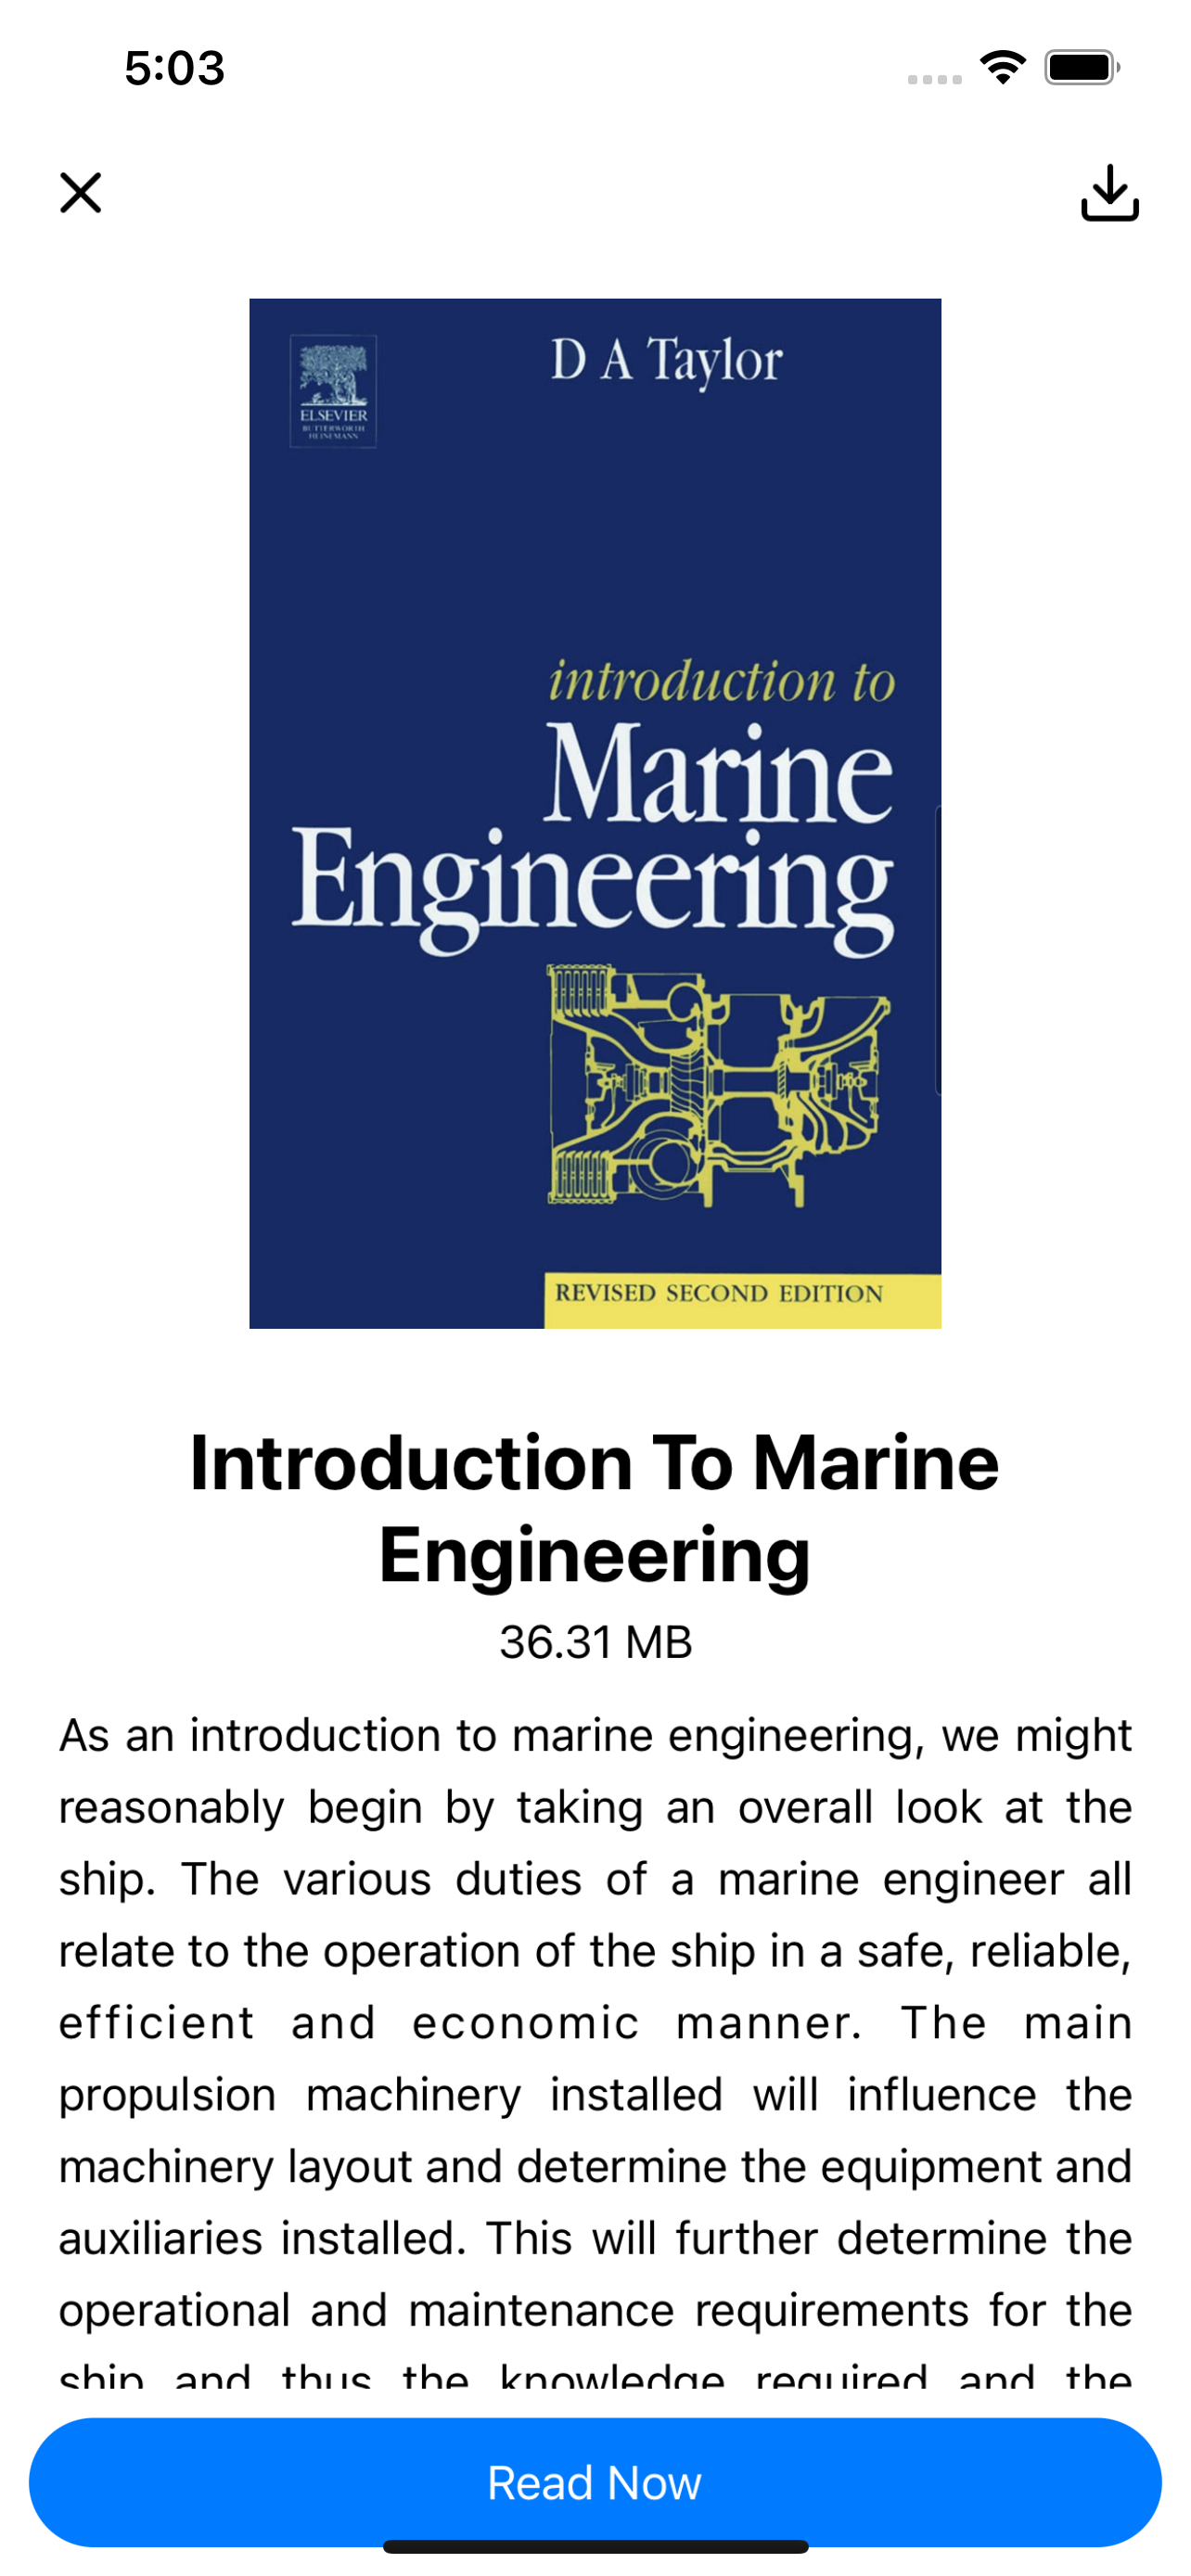 5:03
D A Taylor
ELSEVIER
BUTTERWORTH
HEINEMANN
introduction to
Marine
Engineering
REVISED SECOND EDITION
Introduction To Marine
Engineering
36.31 MB
As an introduction to marine engineering, we might
reasonably begin by taking an overall look at the
ship. The various duties of a marine engineer all
relate to the operation of the ship in a safe, reliable,
efficient and economic manner. The main
propulsion machinery installed will influence the
machinery layout and determine the equipment and
auxiliaries installed. This will further determine the
operational and maintenance requirements for the
ship and thus the knowledge required and the
Read Now